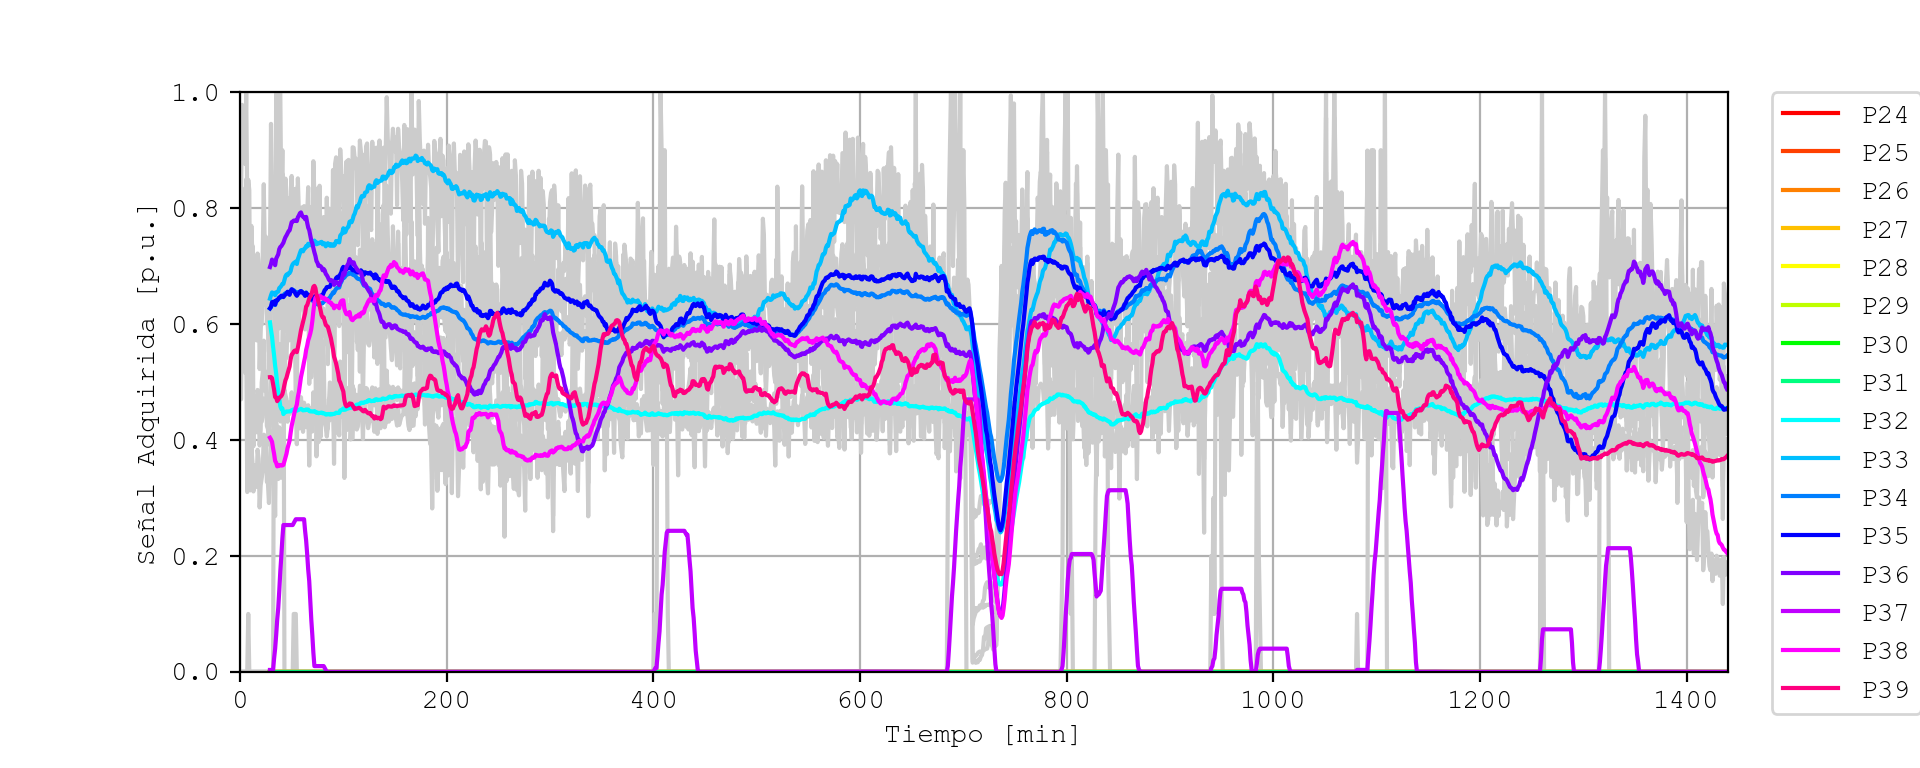 1.0
0.8
0.6
0.4
0.2
0.0
Señal Adquirida [p.u.]
0 200 400 600 800 1000 1200 1400
Tiempo [min]
P24
P25
P26
P27
P28
P29
P30
P31
P32
P33
P34
P35
P36
P37
P38
P39